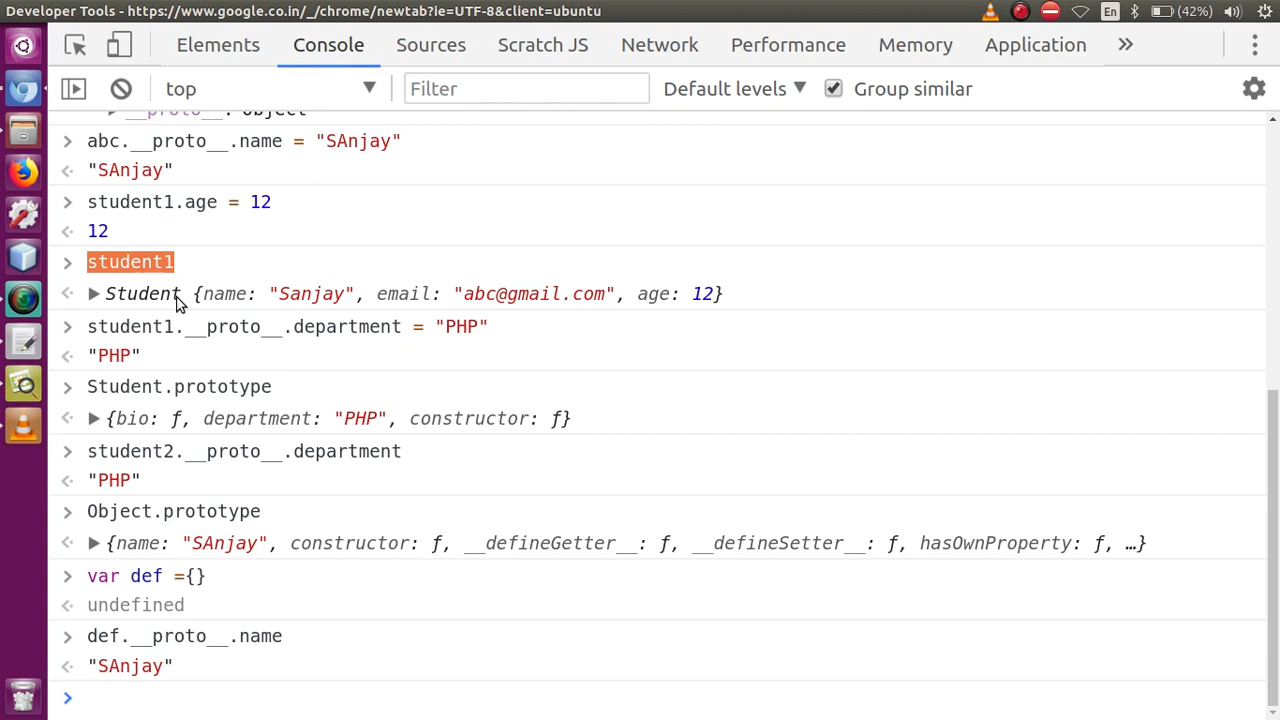 Developer Tools - https://www.google.co.in/_/chrome/newtab?ie=UTF-8&client=ubuntu En (42%)
Elements Console Sources Scratch JS Network Performance Memory Application »
top Filter Default levels Group similar
__proto__: Object
abc.__proto__.name = "SAnjay"
"SAnjay"
student1.age = 12
12
student1
Student {name: "Sanjay", email: "abc@gmail.com", age: 12}
student1.__proto__.department = "PHP"
"PHP"
Student.prototype
{bio: ƒ, department: "PHP", constructor: ƒ}
student2.__proto__.department
"PHP"
Object.prototype
{name: "SAnjay", constructor: ƒ, __defineGetter__: ƒ, __defineSetter__: ƒ, hasOwnProperty: ƒ, …}
var def ={}
undefined
def.__proto__.name
"SAnjay"